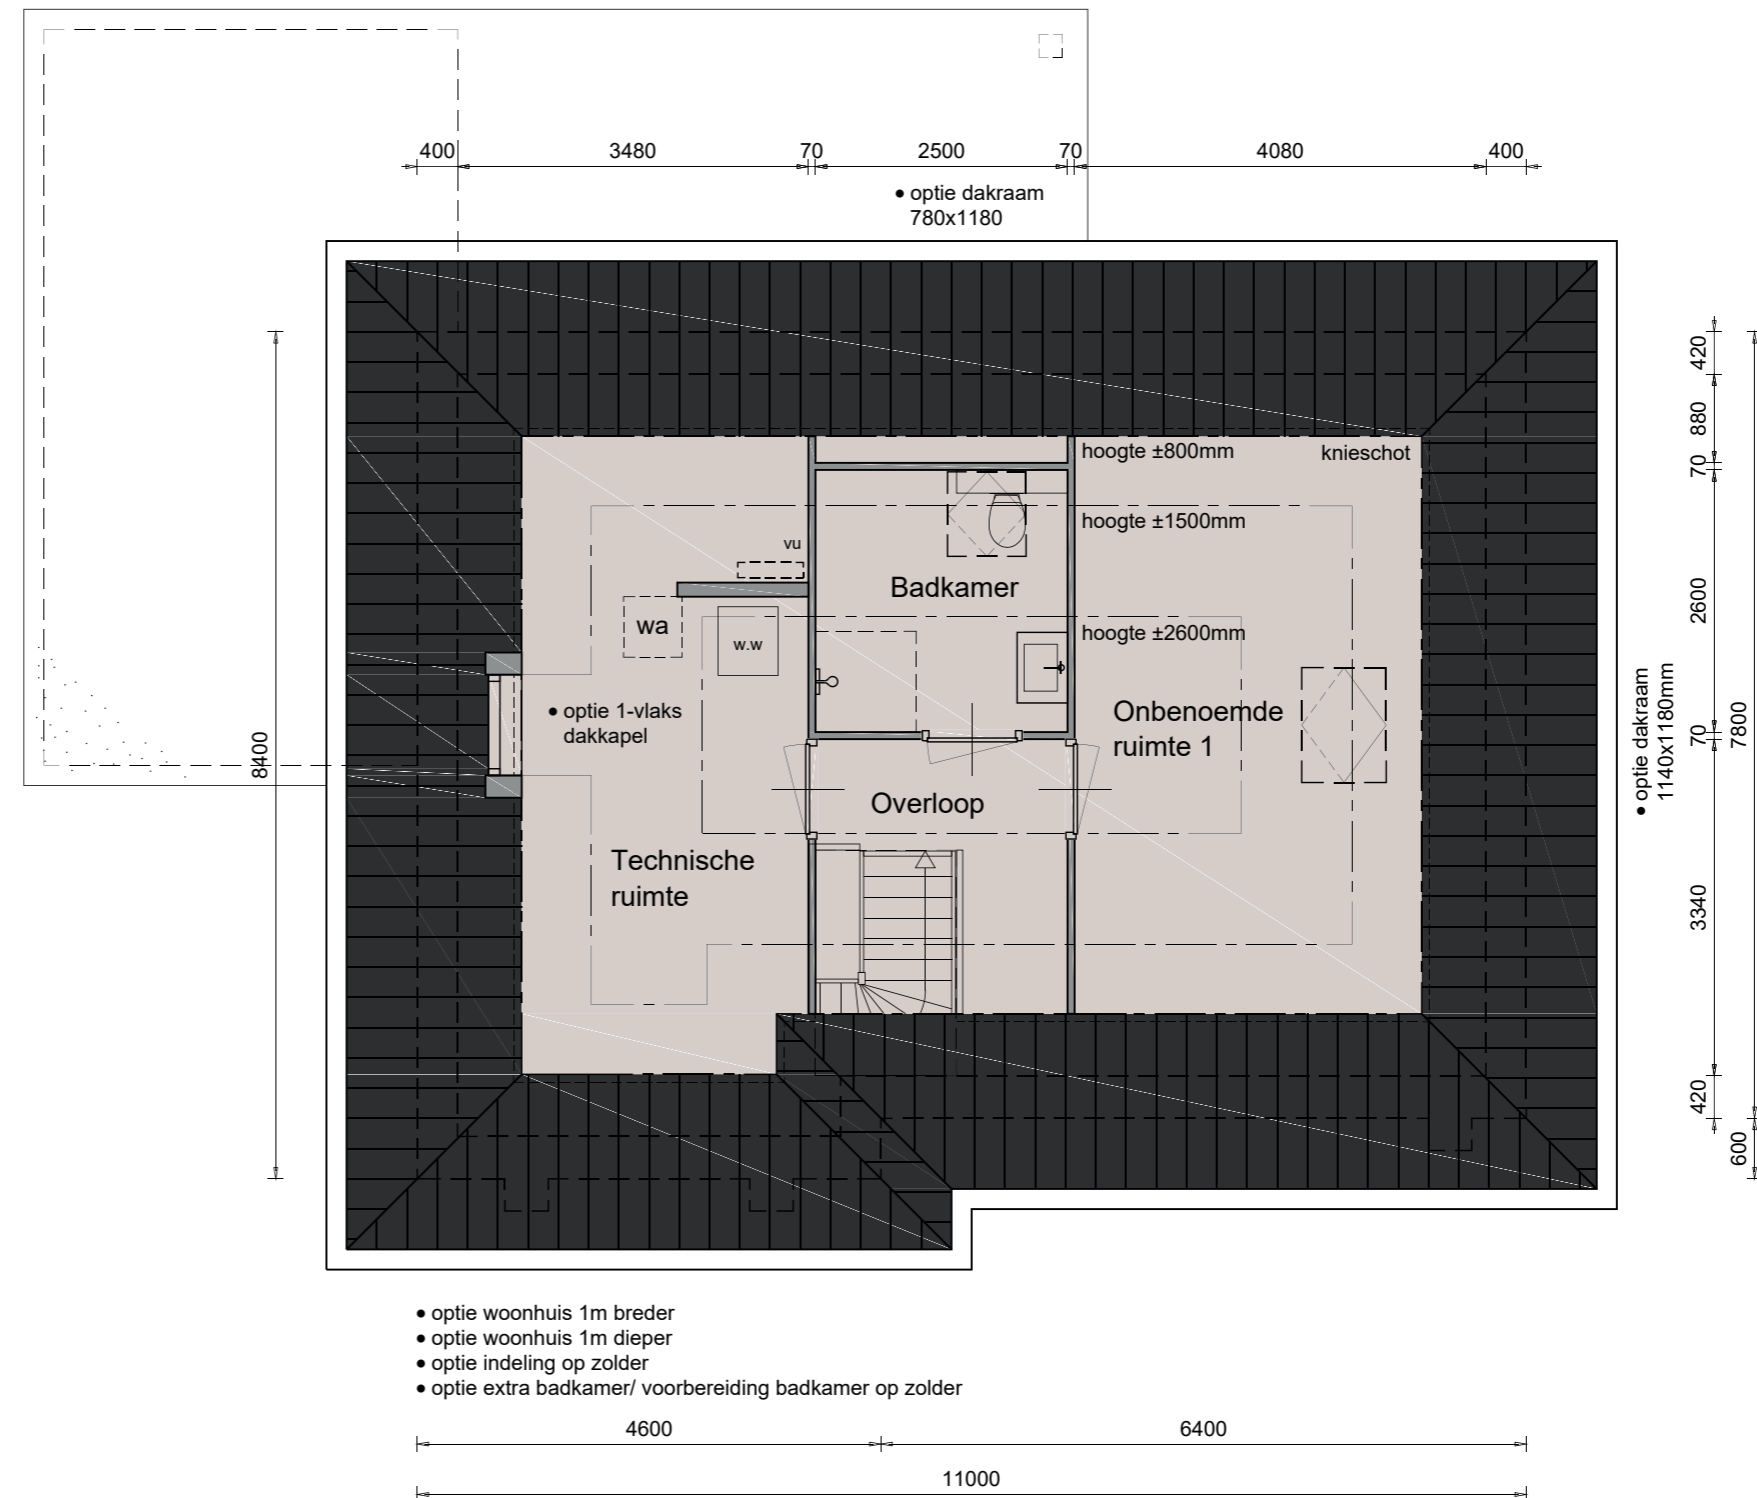 400
3480
70
2500
70
4080
400
• optie dakraam
780x1180
420
880
70
2600
70
3340
420
7800
600
• optie dakraam
1140x1180mm
8400
hoogte ±800mm
knieschot
hoogte ±1500mm
vu
Badkamer
wa
w.w
hoogte ±2600mm
• optie 1-vlaks
dakkapel
Onbenoemde
ruimte 1
Overloop
Technische
ruimte
• optie woonhuis 1m breder
• optie woonhuis 1m dieper
• optie indeling op zolder
• optie extra badkamer/ voorbereiding badkamer op zolder
4600
6400
11000